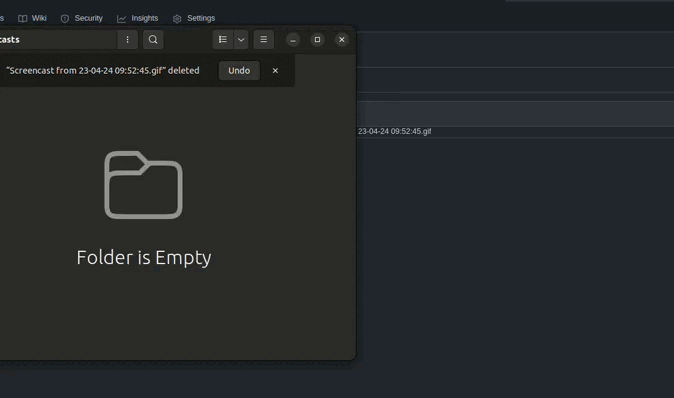 s Wiki Security Insights Settings
casts
"Screencast from 23-04-24 09:52:45.gif" deleted Undo
23-04-24 09:52:45.gif
Folder is Empty